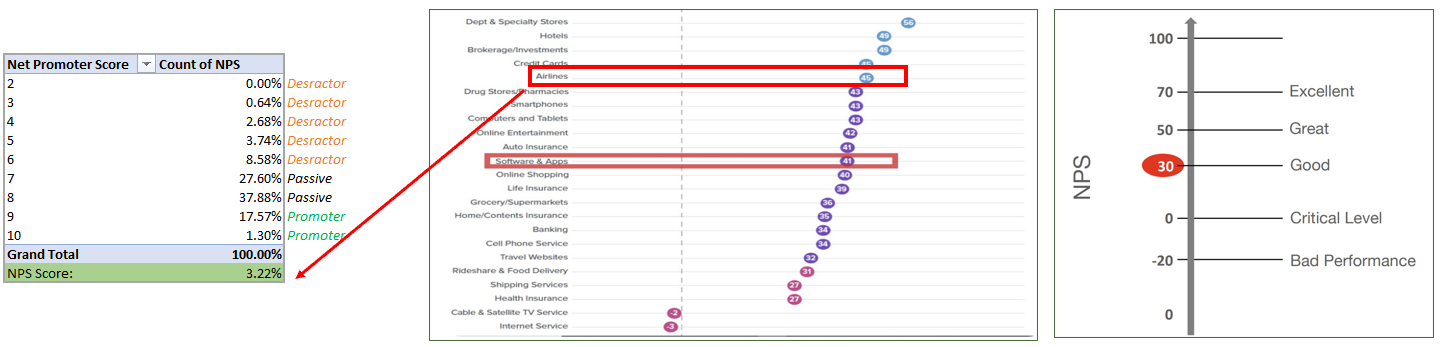 Net Promoter Score Count of NPS
2 0.00% Desractor
3 0.64% Desractor
4 2.68% Desractor
5 3.74% Desractor
6 8.58% Desractor
7 27.60% Passive
8 37.88% Passive
9 17.57% Promoter
10 1.30% Promoter
Grand Total 100.00%
NPS Score: 3.22%
Dept & Specialty Stores 56
Hotels 49
Brokerage/Investments 49
Credit Cards 45
Airlines 45
Drug Stores/Pharmacies 43
Smartphones 43
Computers and Tablets 43
Online Entertainment 42
Auto Insurance 41
Software & Apps 41
Online Shopping 40
Life Insurance 39
Grocery/Supermarkets 36
Home/Contents Insurance 35
Banking 34
Cell Phone Service 34
Travel Websites 32
Rideshare & Food Delivery 31
Shipping Services 27
Health Insurance 27
Cable & Satellite TV Service -2
Internet Service -3
NPS
100
70 Excellent
50 Great
30 Good
0 Critical Level
-20 Bad Performance
0